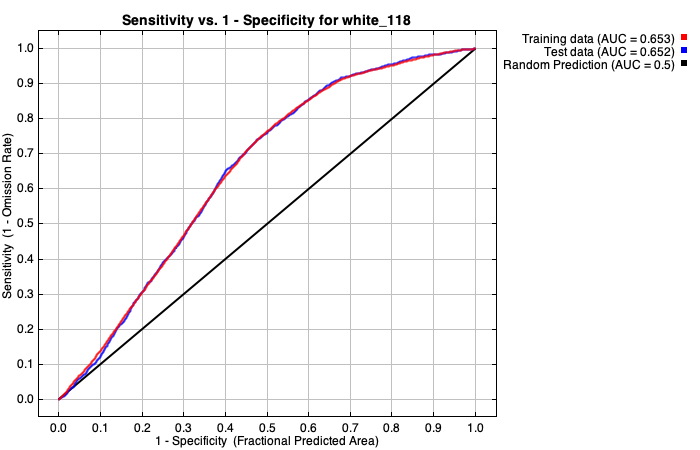 Sensitivity vs. 1 - Specificity for white_118
Training data (AUC = 0.653)
Test data (AUC = 0.652)
Random Prediction (AUC = 0.5)
Sensitivity (1 - Omission Rate)
1.0
0.9
0.8
0.7
0.6
0.5
0.4
0.3
0.2
0.1
0.0
0.0 0.1 0.2 0.3 0.4 0.5 0.6 0.7 0.8 0.9 1.0
1 - Specificity (Fractional Predicted Area)